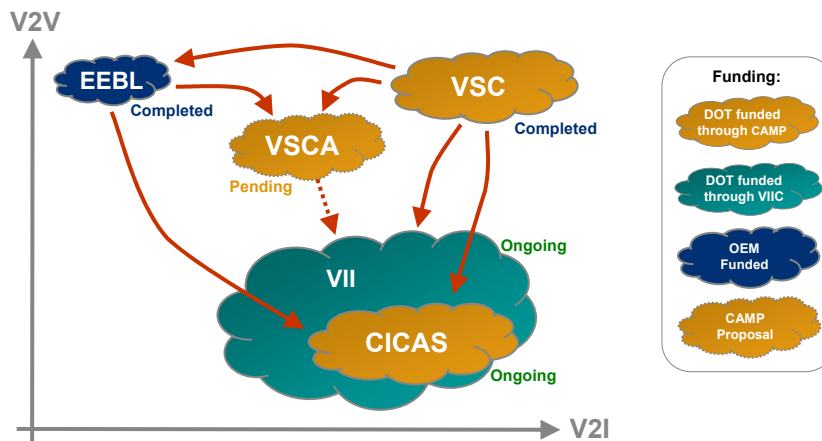 V2V
EEBL
Completed
VSC
Completed
VSCA
Pending
Ongoing
VII
CICAS
Ongoing
V2I
Funding:
DOT funded
through CAMP
DOT funded
through VIIC
OEM
Funded
CAMP
Proposal